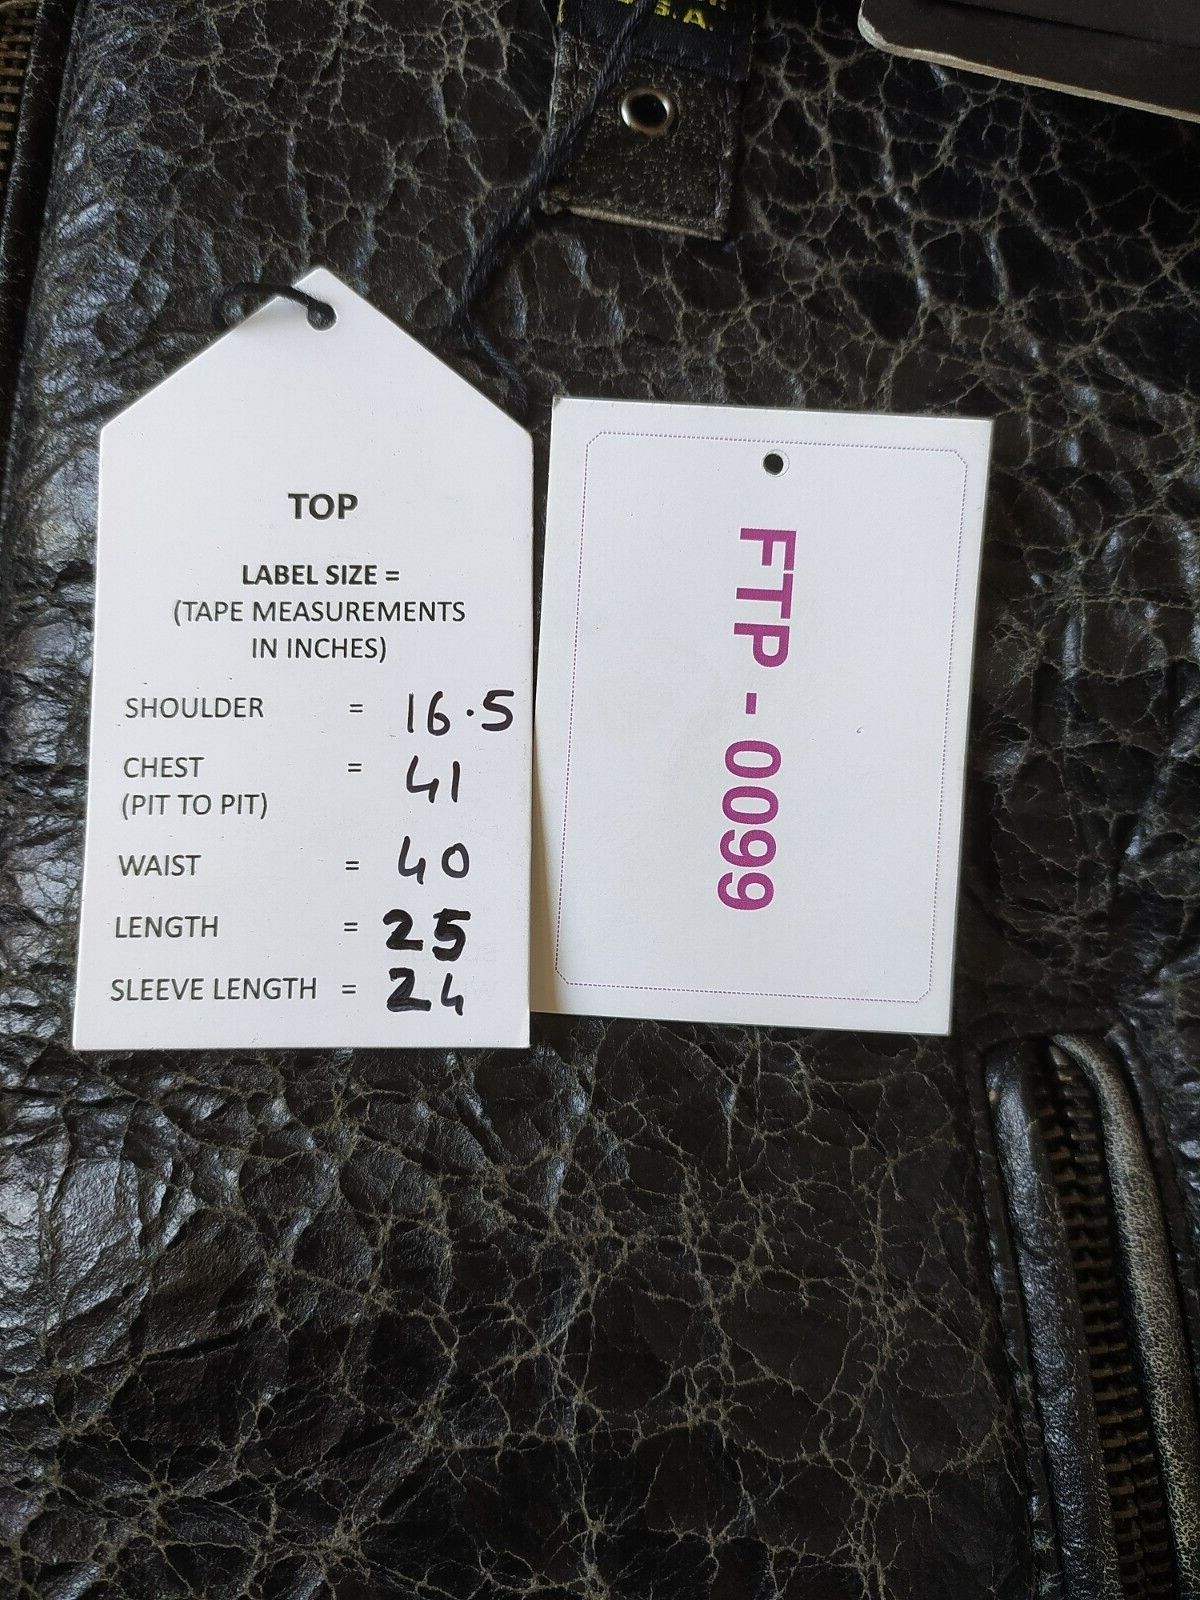 S.A.
TOP
LABEL SIZE =
(TAPE MEASUREMENTS
IN INCHES)
SHOULDER = 16.5
CHEST = 41
(PIT TO PIT)
WAIST = 40
LENGTH = 25
SLEEVE LENGTH = 24
FTP - 0099